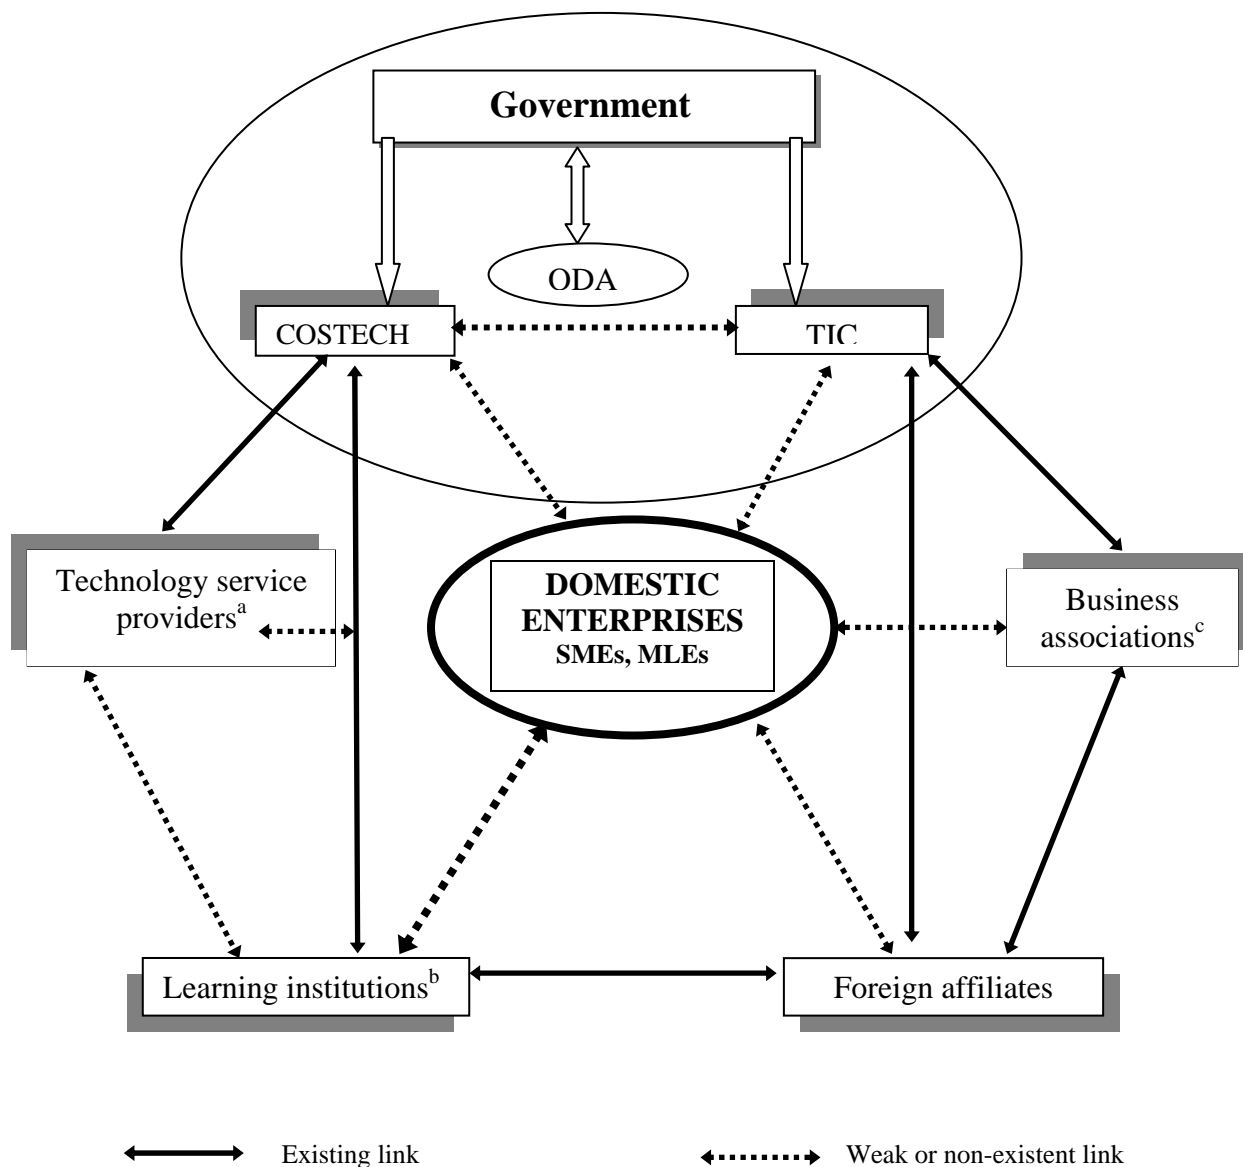 Government
ODA
COSTECH
TIC
Technology service
providersᵃ
DOMESTIC
ENTERPRISES
SMEs, MLEs
Business
associationsᶜ
Learning institutionsᵇ
Foreign affiliates
Existing link
Weak or non-existent link